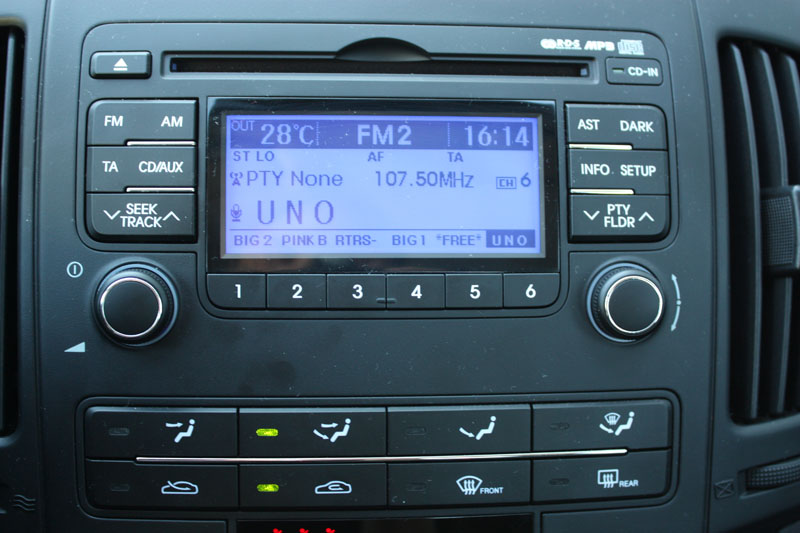 RDS MP3
CD-IN
FM AM
TA CD/AUX
SEEK
TRACK
OUT 28°C FM2 16:14
ST LO AF TA
PTY None 107.50MHz CH 6
UNO
BIG 2 PINK B RTRS- BIG 1 *FREE* UNO
AST DARK
INFO SETUP
PTY
FLDR
1 2 3 4 5 6
FRONT
REAR